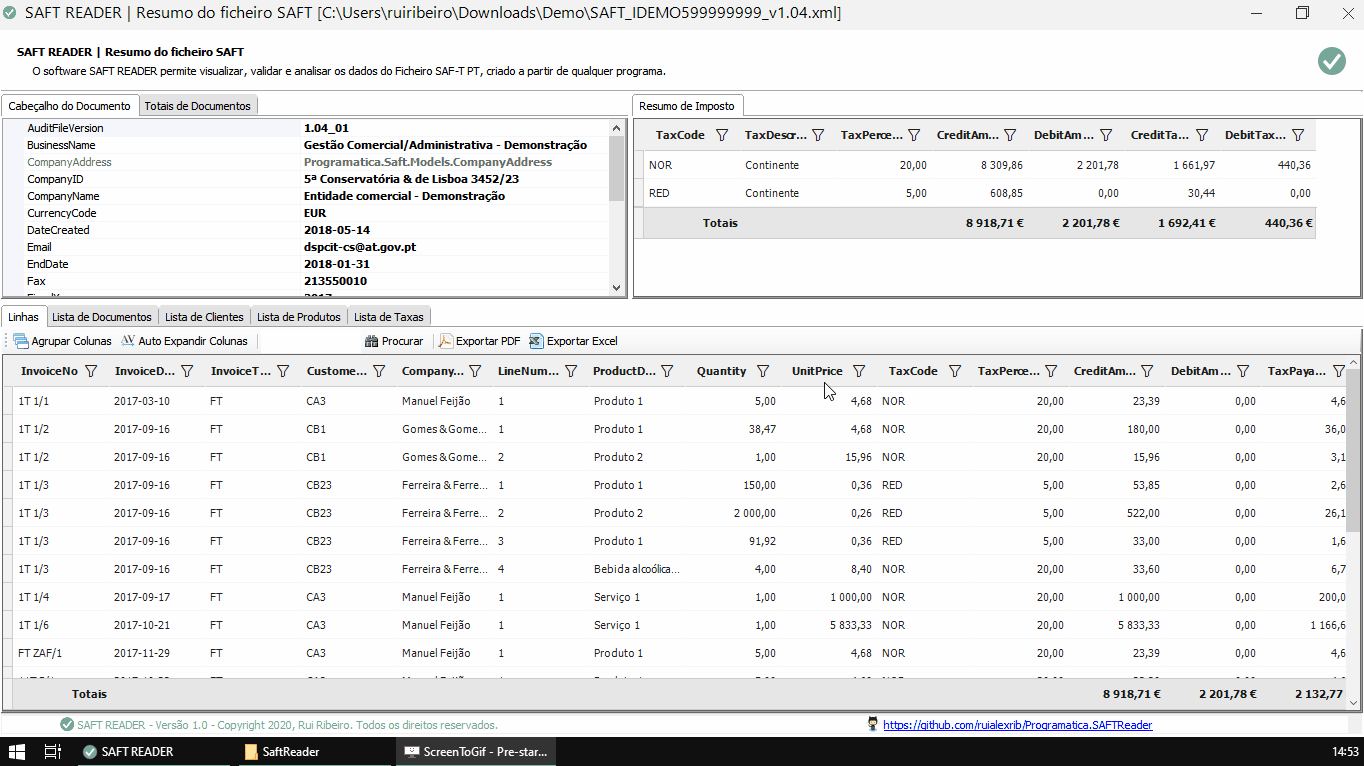 SAFT READER | Resumo do ficheiro SAFT [C:\Users\ruiribeiro\Downloads\Demo\SAFT_IDEMO599999999_v1.04.xml]
SAFT READER | Resumo do ficheiro SAFT
O software SAFT READER permite visualizar, validar e analisar os dados do Ficheiro SAF-T PT, criado a partir de qualquer programa.
Cabeçalho do Documento Totais de Documentos
AuditFileVersion 1.04_01
BusinessName Gestão Comercial/Administrativa - Demonstração
CompanyAddress Programatica.Saft.Models.CompanyAddress
CompanyID 5ª Conservatória & de Lisboa 3452/23
CompanyName Entidade comercial - Demonstração
CurrencyCode EUR
DateCreated 2018-05-14
Email dspcit-cs@at.gov.pt
EndDate 2018-01-31
Fax 213550010
Resumo de Imposto
TaxCode TaxDescr... TaxPerce... CreditAm... DebitAm... CreditTa... DebitTax...
NOR Continente 20,00 8 309,86 2 201,78 1 661,97 440,36
RED Continente 5,00 608,85 0,00 30,44 0,00
Totais 8 918,71 € 2 201,78 € 1 692,41 € 440,36 €
Linhas Lista de Documentos Lista de Clientes Lista de Produtos Lista de Taxas
Agrupar Colunas Auto Expandir Colunas Procurar Exportar PDF Exportar Excel
InvoiceNo InvoiceD... InvoiceT... Custome... Company... LineNum... ProductD... Quantity UnitPrice TaxCode TaxPerce... CreditAm... DebitAm... TaxPaya...
1T 1/1 2017-03-10 FT CA3 Manuel Feijão 1 Produto 1 5,00 4,68 NOR 20,00 23,39 0,00 4,6
1T 1/2 2017-09-16 FT CB1 Gomes & Gome... 1 Produto 1 38,47 4,68 NOR 20,00 180,00 0,00 36,0
1T 1/2 2017-09-16 FT CB1 Gomes & Gome... 2 Produto 2 1,00 15,96 NOR 20,00 15,96 0,00 3,1
1T 1/3 2017-09-16 FT CB23 Ferreira & Ferre... 1 Produto 1 150,00 0,36 RED 5,00 53,85 0,00 2,6
1T 1/3 2017-09-16 FT CB23 Ferreira & Ferre... 2 Produto 2 2 000,00 0,26 RED 5,00 522,00 0,00 26,1
1T 1/3 2017-09-16 FT CB23 Ferreira & Ferre... 3 Produto 1 91,92 0,36 RED 5,00 33,00 0,00 1,6
1T 1/3 2017-09-16 FT CB23 Ferreira & Ferre... 4 Bebida alcoólica... 4,00 8,40 NOR 20,00 33,60 0,00 6,7
1T 1/4 2017-09-17 FT CA3 Manuel Feijão 1 Serviço 1 1,00 1 000,00 NOR 20,00 1 000,00 0,00 200,0
1T 1/6 2017-10-21 FT CA3 Manuel Feijão 1 Serviço 1 1,00 5 833,33 NOR 20,00 5 833,33 0,00 1 166,6
FT ZAF/1 2017-11-29 FT CA3 Manuel Feijão 1 Produto 1 5,00 4,68 NOR 20,00 23,39 0,00 4,6
Totais 8 918,71 € 2 201,78 € 2 132,77
SAFT READER - Versão 1.0 - Copyright 2020, Rui Ribeiro. Todos os direitos reservados.
https://github.com/ruialexrib/Programatica.SAFTReader
SAFT READER SaftReader ScreenToGif - Pre-star... 14:53